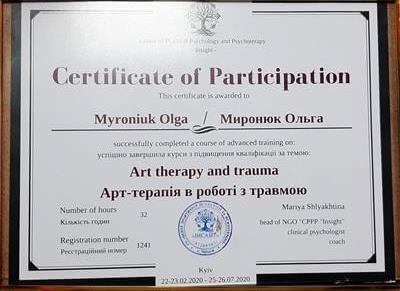 Center of Practical Psychology and Psychotherapy
- Insight -
Certificate of Participation
This certificate is awarded to
Myroniuk Olga / Миронюк Ольга
successfully completed a course of advanced training on:
успішно завершила курси з підвищення кваліфікації за темою:
Art therapy and trauma
Арт-терапія в роботі з травмою
Number of hours
Кількість годин
32
Registration number
Реєстраційний номер
1241
Mariya Shlyakhtina
head of NGO "CPPP "Insight"
clinical psychologist
coach
«ІНСАЙТ»
Kyiv
22-23.02.2020 - 25-26.07.2020